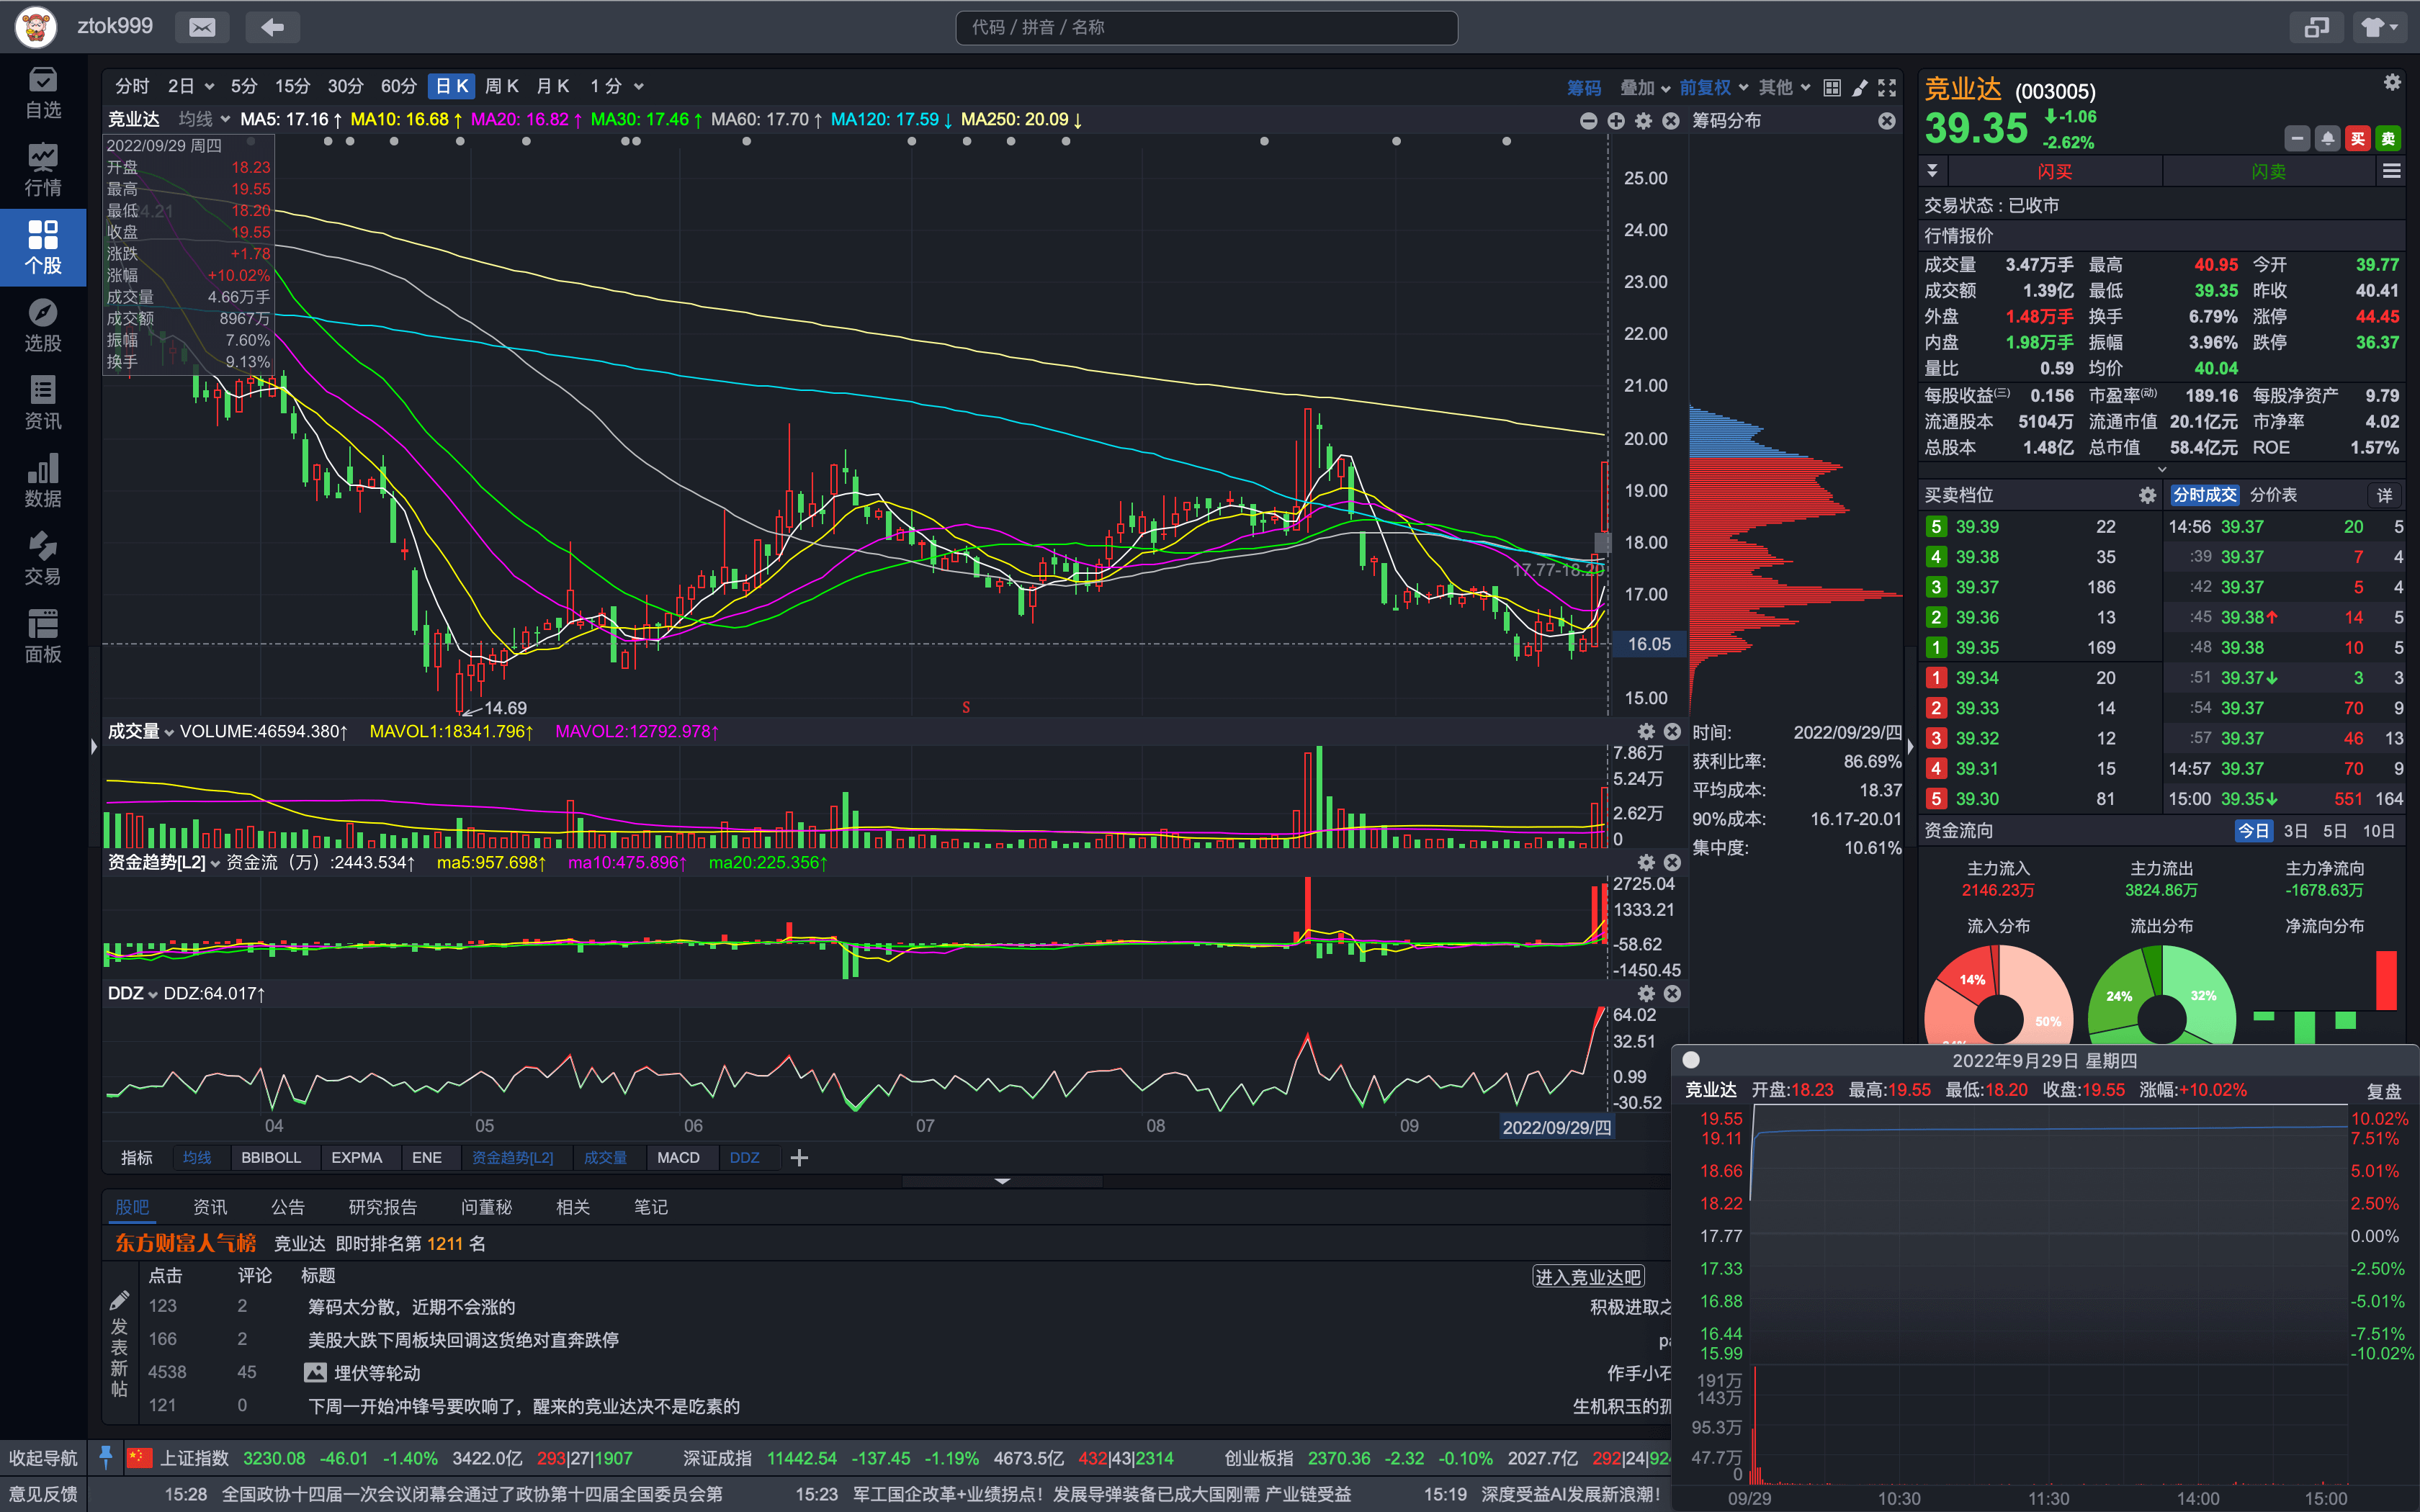 ztok999
代码 / 拼音 / 名称
自选
行情
个股
选股
资讯
数据
交易
面板
分时 2日 5分 15分 30分 60分 日K 周K 月K 1分
筹码 叠加 前复权 其他
竞业达 均线 MA5: 17.16↑ MA10: 16.68↑ MA20: 16.82↑ MA30: 17.46↑ MA60: 17.70↑ MA120: 17.59↓ MA250: 20.09↓
2022/09/29 周四
开盘 18.23
最高 19.55
最低 18.20
收盘 19.55
涨跌 +1.78
涨幅 +10.02%
成交量 4.66万手
成交额 8967万
振幅 7.60%
换手 9.13%
25.00
24.00
23.00
22.00
21.00
20.00
19.00
18.00
17.00
16.05
15.00
14.69
S
成交量 VOLUME:46594.380↑ MAVOL1:18341.796↑ MAVOL2:12792.978↑
7.86万
5.24万
2.62万
0
资金趋势[L2] 资金流（万）:2443.534↑ ma5:957.698↑ ma10:475.896↑ ma20:225.356↑
2725.04
1333.21
-58.62
-1450.45
DDZ DDZ:64.017↑
64.02
32.51
0.99
-30.52
04 05 06 07 08 09 2022/09/29/四
指标 均线 BBIBOLL EXPMA ENE 资金趋势[L2] 成交量 MACD DDZ
筹码分布
时间: 2022/09/29/四
获利比率: 86.69%
平均成本: 18.37
90%成本: 16.17-20.01
集中度: 10.61%
股吧 资讯 公告 研究报告 问董秘 相关 笔记
东方财富人气榜 竞业达 即时排名第 1211 名
点击 评论 标题 进入竞业达吧
发表新帖
123 2 筹码太分散，近期不会涨的 积极进取之
166 2 美股大跌下周板块回调这货绝对直奔跌停
4538 45 埋伏等轮动 作手小石
121 0 下周一开始冲锋号要吹响了，醒来的竞业达决不是吃素的 生机积玉的孤
竞业达 (003005)
39.35 -1.06
-2.62%
买 卖
闪买 闪卖
交易状态：已收市
行情报价
成交量 3.47万手 最高 40.95 今开 39.77
成交额 1.39亿 最低 39.35 昨收 40.41
外盘 1.48万手 换手 6.79% 涨停 44.45
内盘 1.98万手 振幅 3.96% 跌停 36.37
量比 0.59 均价 40.04
每股收益(三) 0.156 市盈率(动) 189.16 每股净资产 9.79
流通股本 5104万 流通市值 20.1亿元 市净率 4.02
总股本 1.48亿 总市值 58.4亿元 ROE 1.57%
买卖档位 分时成交 分价表 详
5 39.39 22 14:56 39.37 20 5
4 39.38 35 :39 39.37 7 4
3 39.37 186 :42 39.37 5 4
2 39.36 13 :45 39.38↑ 14 5
1 39.35 169 :48 39.38 10 5
1 39.34 20 :51 39.37↓ 3 3
2 39.33 14 :54 39.37 70 9
3 39.32 12 :57 39.37 46 13
4 39.31 15 14:57 39.37 70 9
5 39.30 81 15:00 39.35↓ 551 164
资金流向 今日 3日 5日 10日
主力流入 主力流出 主力净流向
2146.23万 3824.86万 -1678.63万
流入分布 流出分布 净流向分布
14% 50%
24% 32%
2022年9月29日 星期四
竞业达 开盘:18.23 最高:19.55 最低:18.20 收盘:19.55 涨幅:+10.02% 复盘
19.55 10.02%
19.11 7.51%
18.66 5.01%
18.22 2.50%
17.77 0.00%
17.33 -2.50%
16.88 -5.01%
16.44 -7.51%
15.99 -10.02%
191万
143万
95.3万
47.7万
0
09/29 10:30 11:30 14:00 15:00
收起导航 上证指数 3230.08 -46.01 -1.40% 3422.0亿 293|27|1907 深证成指 11442.54 -137.45 -1.19% 4673.5亿 432|43|2314 创业板指 2370.36 -2.32 -0.10% 2027.7亿 292|24|924
意见反馈 15:28 全国政协十四届一次会议闭幕会通过了政协第十四届全国委员会第 15:23 军工国企改革+业绩拐点！发展导弹装备已成大国刚需 产业链受益 15:19 深度受益AI发展新浪潮！